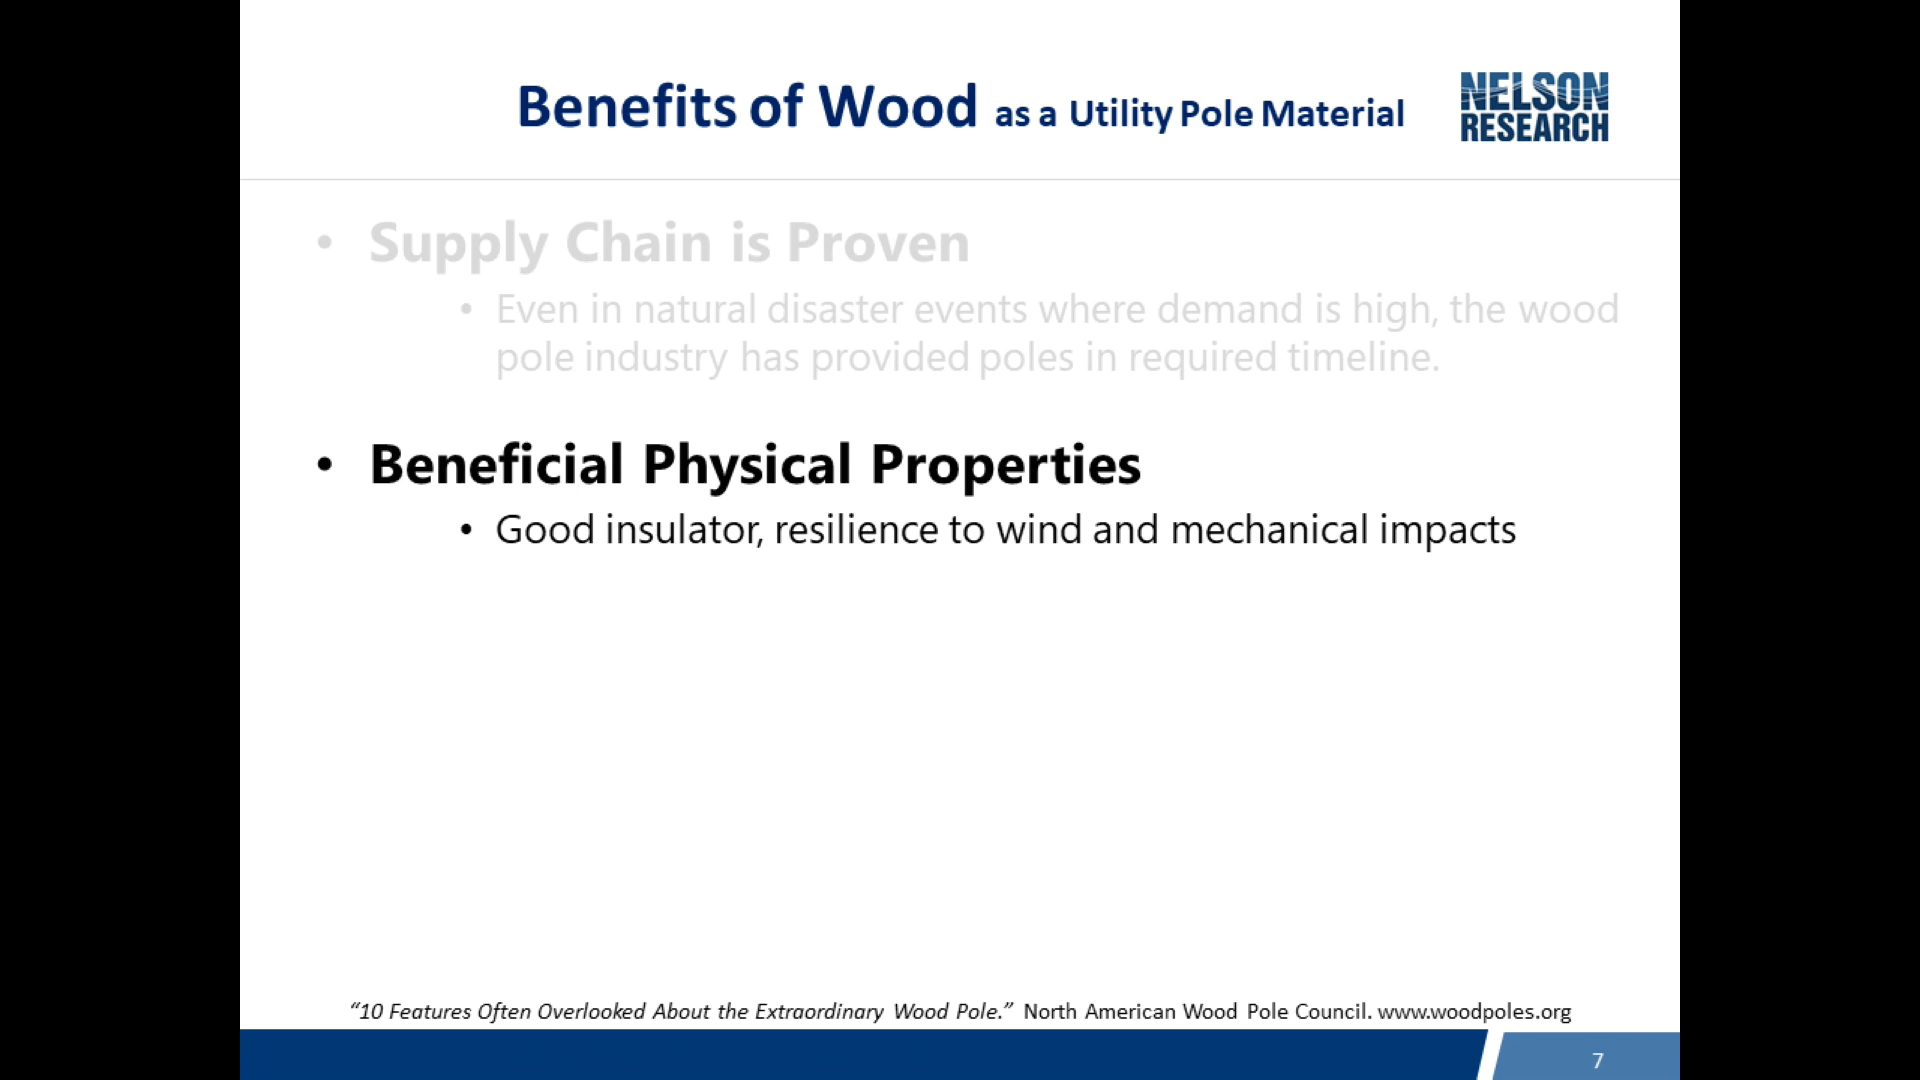 Benefits of Wood as a Utility Pole Material
NELSON
RESEARCH
• Supply Chain is Proven
• Even in natural disaster events where demand is high, the wood
pole industry has provided poles in required timeline.
• Beneficial Physical Properties
• Good insulator, resilience to wind and mechanical impacts
“10 Features Often Overlooked About the Extraordinary Wood Pole.” North American Wood Pole Council. www.woodpoles.org
7